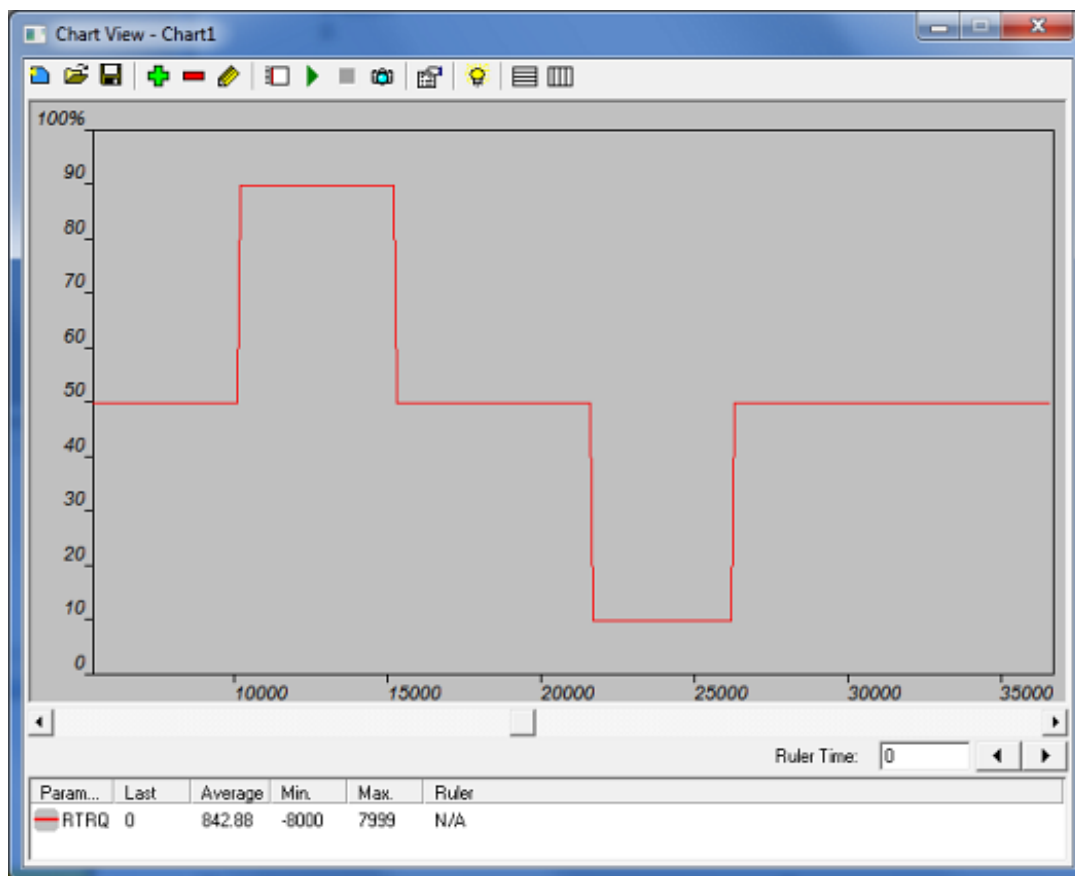 Chart View - Chart1
100%
90
80
70
60
50
40
30
20
10
0
10000 15000 20000 25000 30000 35000
Ruler Time: 0
Param... Last Average Min. Max. Ruler
RTRQ 0 842.88 -8000 7999 N/A